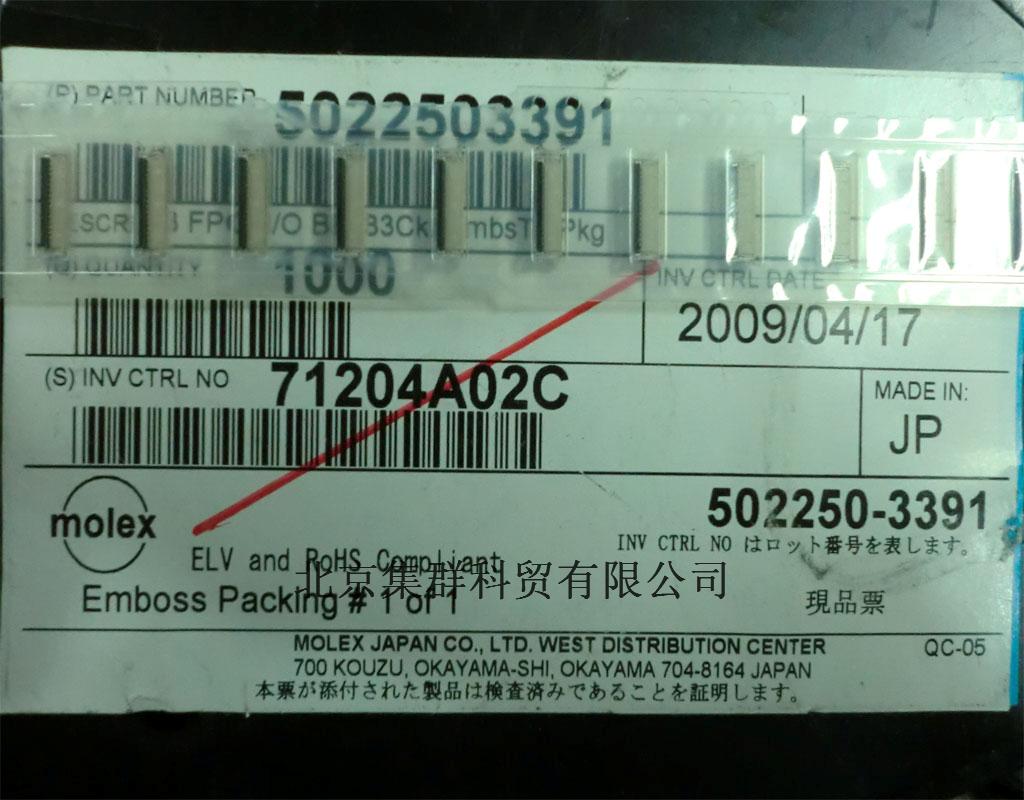 (P) PART NUMBER 5022503391
FPC
mbsT Pkg
QUANTITY 1000
INV CTRL DATE
2009/04/17
(S) INV CTRL NO 71204A02C
MADE IN:
JP
molex
502250-3391
INV CTRL NO はロット番号を表します。
ELV and RoHS Compliant
北京集群科贸有限公司
Emboss Packing # 1 of 1
現品票
MOLEX JAPAN CO., LTD. WEST DISTRIBUTION CENTER
QC-05
700 KOUZU, OKAYAMA-SHI, OKAYAMA 704-8164 JAPAN
本票が添付された製品は検査済みであることを証明します。